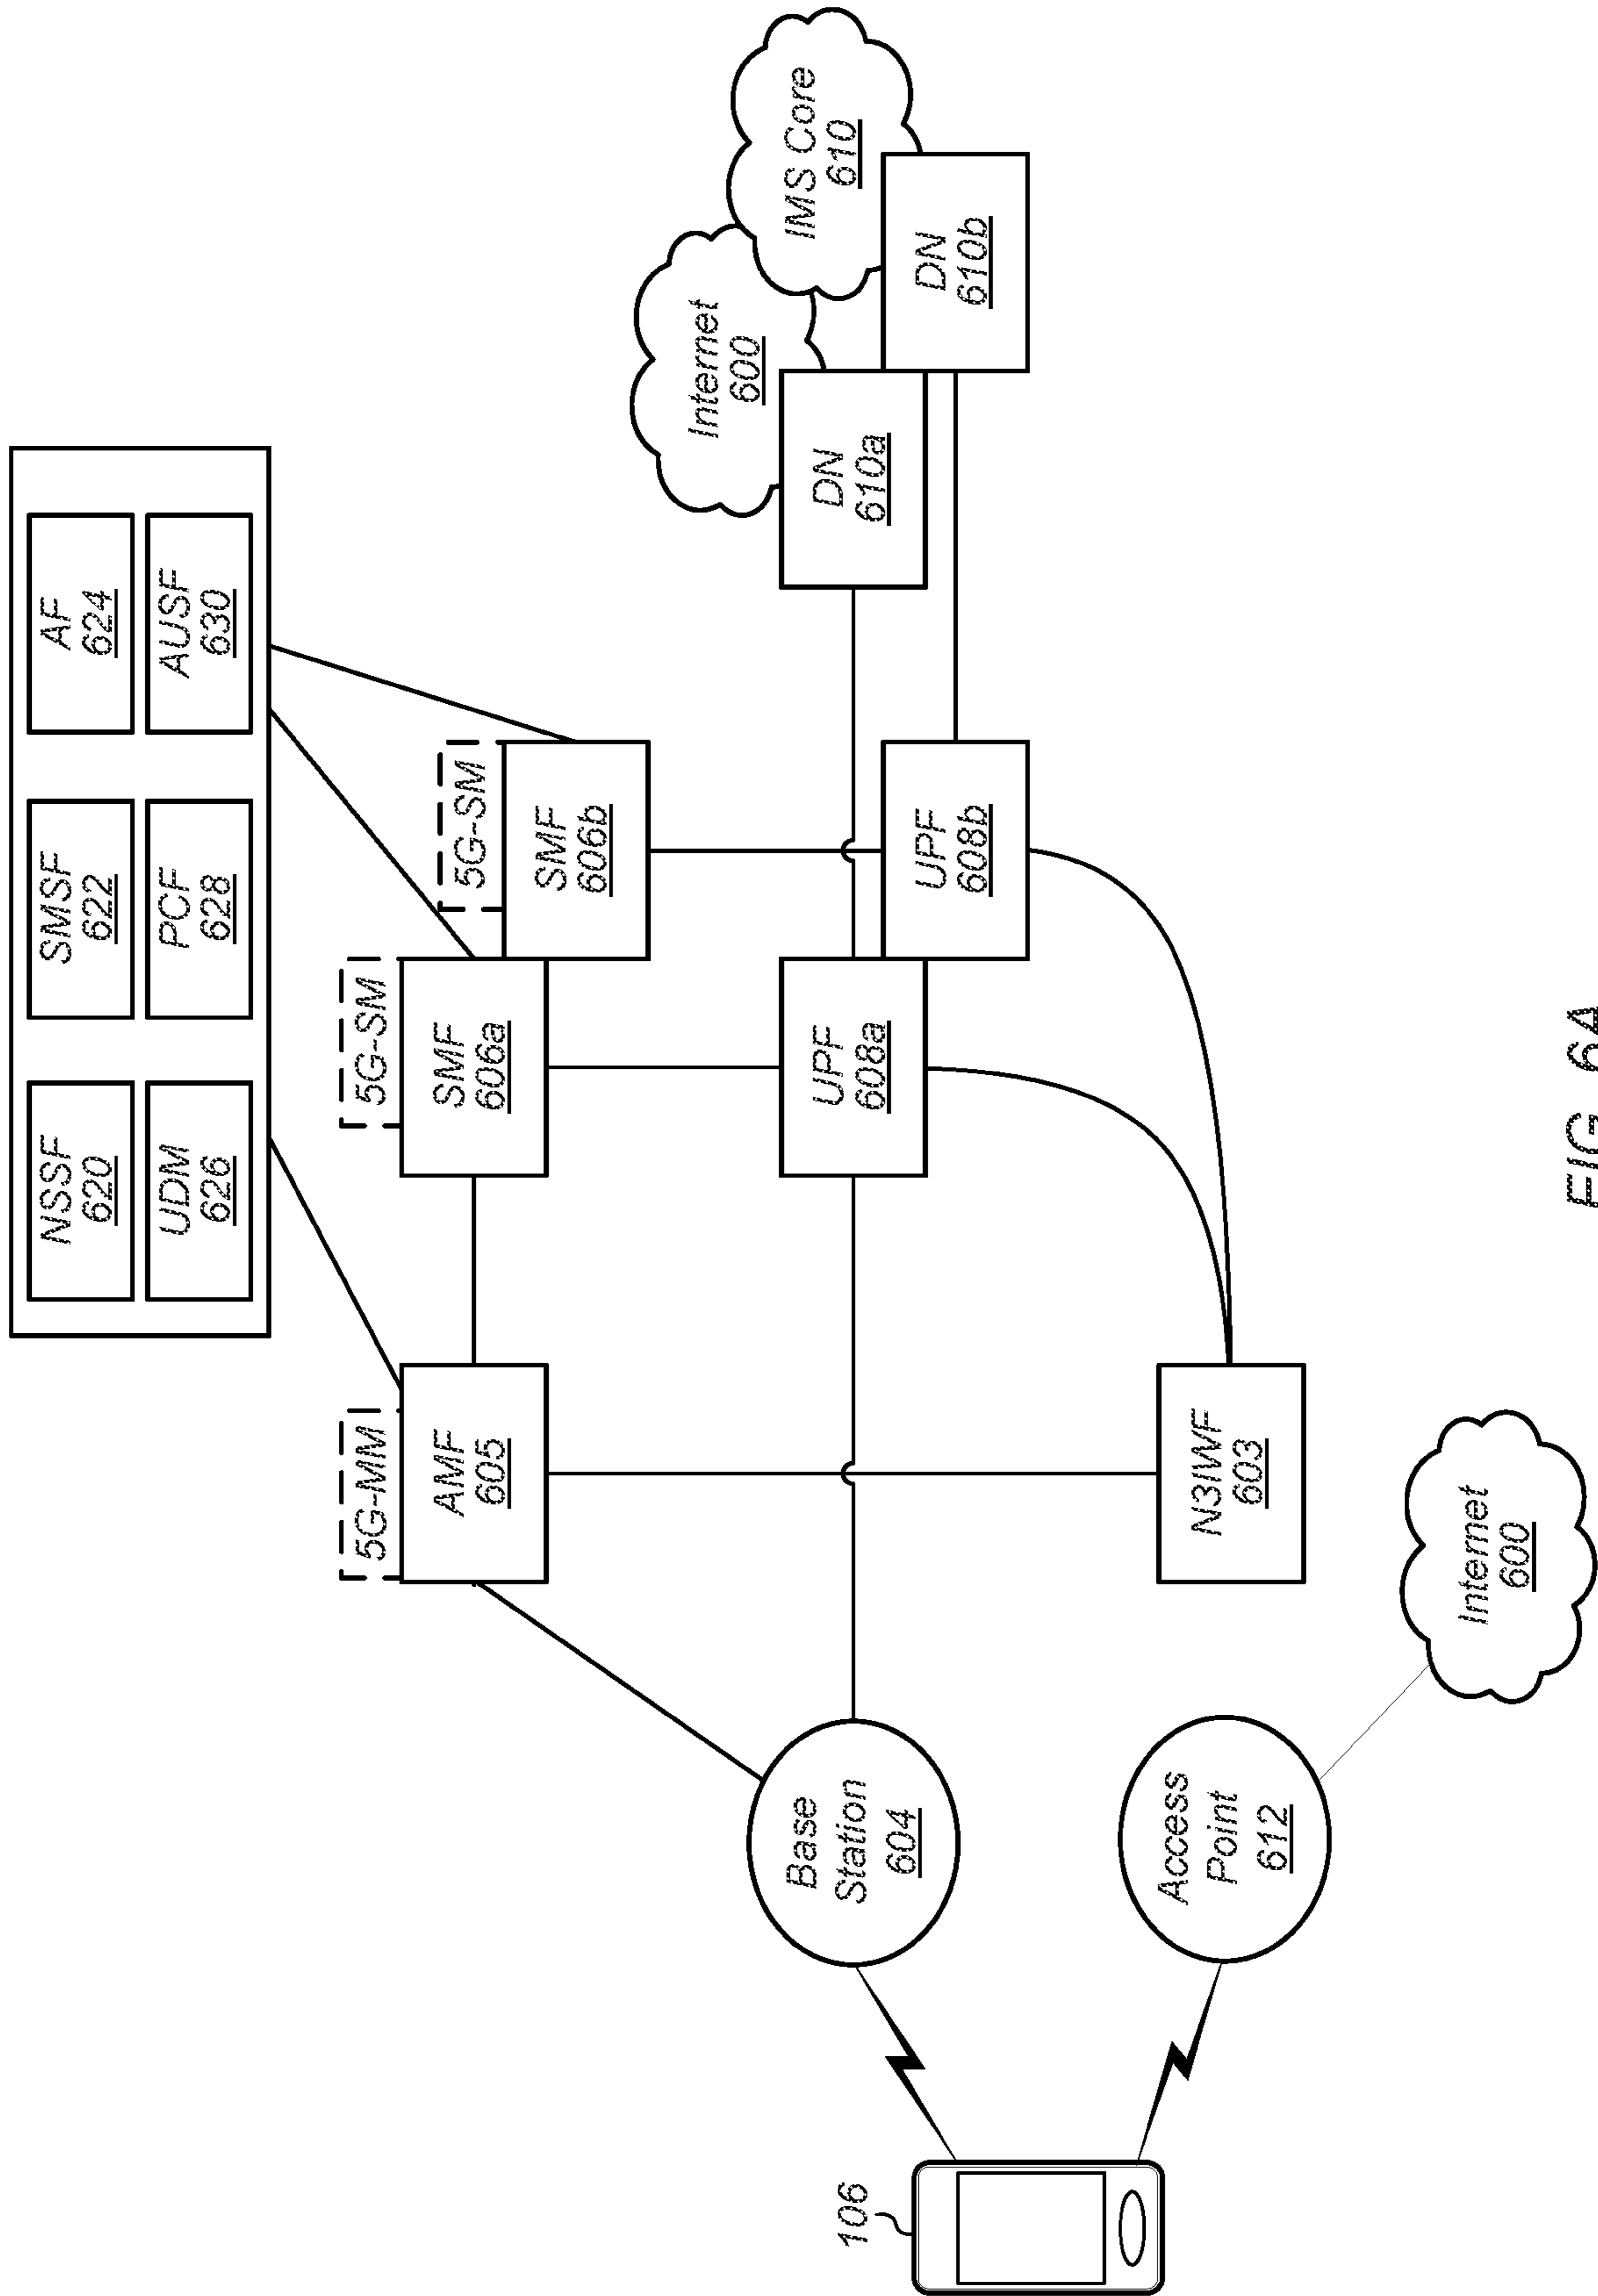 NSSF
620
SMSF
622
AF
624
UDM
626
PCF
628
AUSF
630
5G-MM
AMF
605
5G-SM
SMF
606a
5G-SM
SMF
606b
Internet
600
IMS Core
610
Base
Station
604
UPF
608a
UPF
608b
DN
610a
DN
610b
106
Access
Point
612
N3IWF
603
Internet
600
FIG. 6A